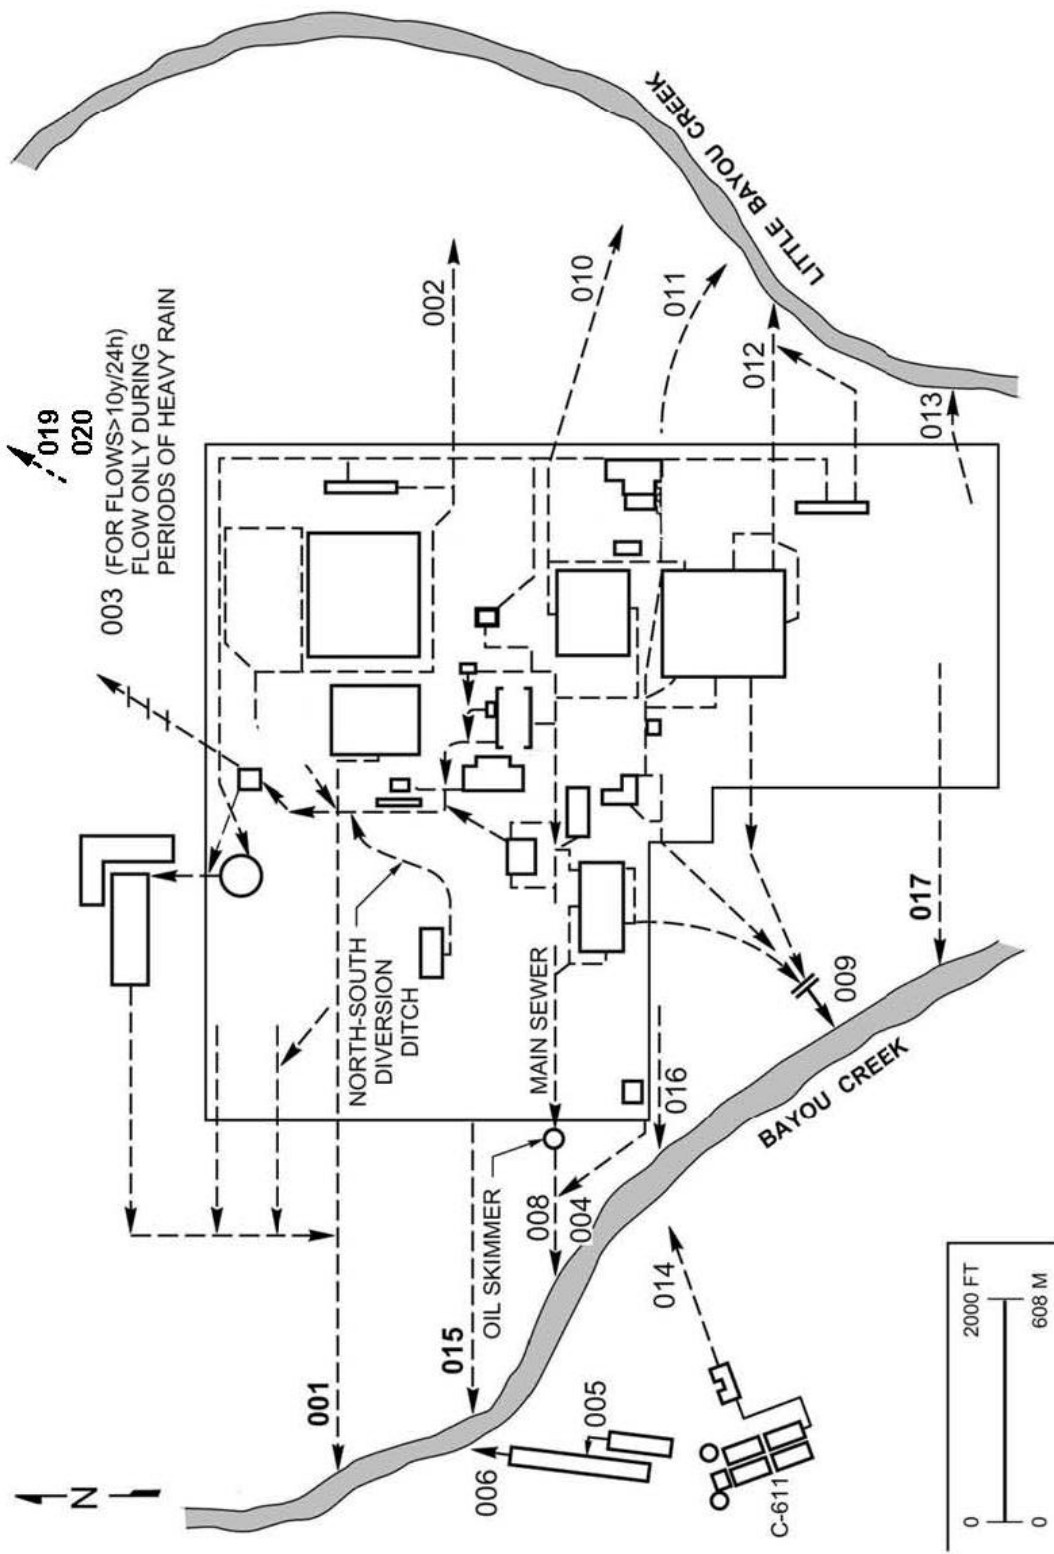 N
019
020
003 (FOR FLOWS>10y/24h)
FLOW ONLY DURING
PERIODS OF HEAVY RAIN
001
NORTH-SOUTH
DIVERSION
DITCH
002
015
006
005
OIL SKIMMER
008
004
MAIN SEWER
010
014
016
011
C-611
BAYOU CREEK
009
012
LITTLE BAYOU CREEK
017
013
0 2000 FT
0 608 M